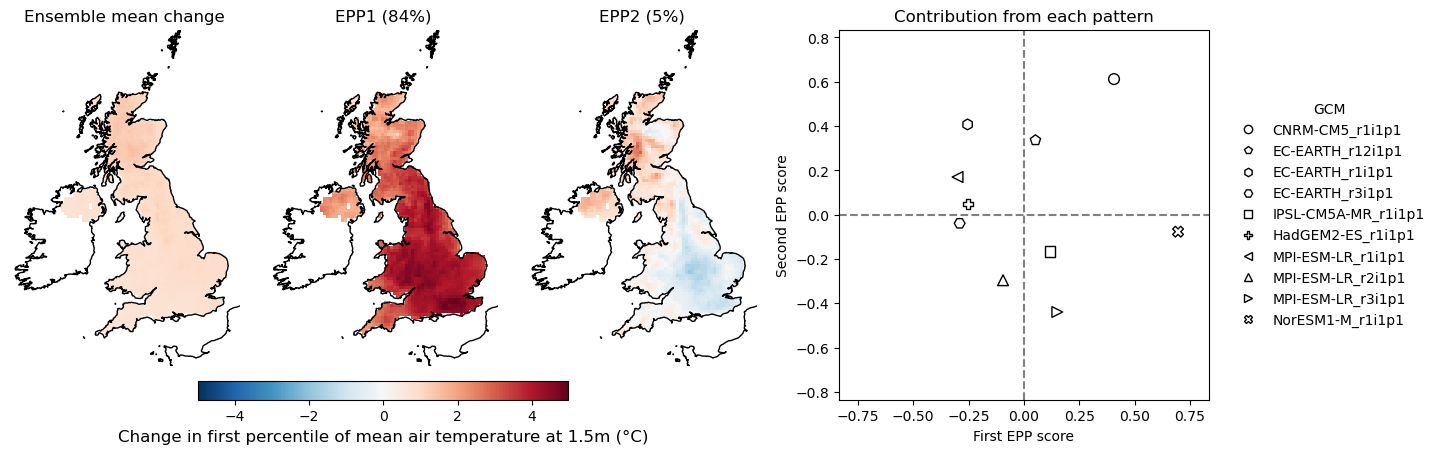 Ensemble mean change
EPP1 (84%)
EPP2 (5%)
−4
−2
0
2
4
Change in first percentile of mean air temperature at 1.5m (°C)
Contribution from each pattern
Second EPP score
0.8
0.6
0.4
0.2
0.0
−0.2
−0.4
−0.6
−0.8
−0.75
−0.50
−0.25
0.00
0.25
0.50
0.75
First EPP score
GCM
CNRM-CM5_r1i1p1
EC-EARTH_r12i1p1
EC-EARTH_r1i1p1
EC-EARTH_r3i1p1
IPSL-CM5A-MR_r1i1p1
HadGEM2-ES_r1i1p1
MPI-ESM-LR_r1i1p1
MPI-ESM-LR_r2i1p1
MPI-ESM-LR_r3i1p1
NorESM1-M_r1i1p1